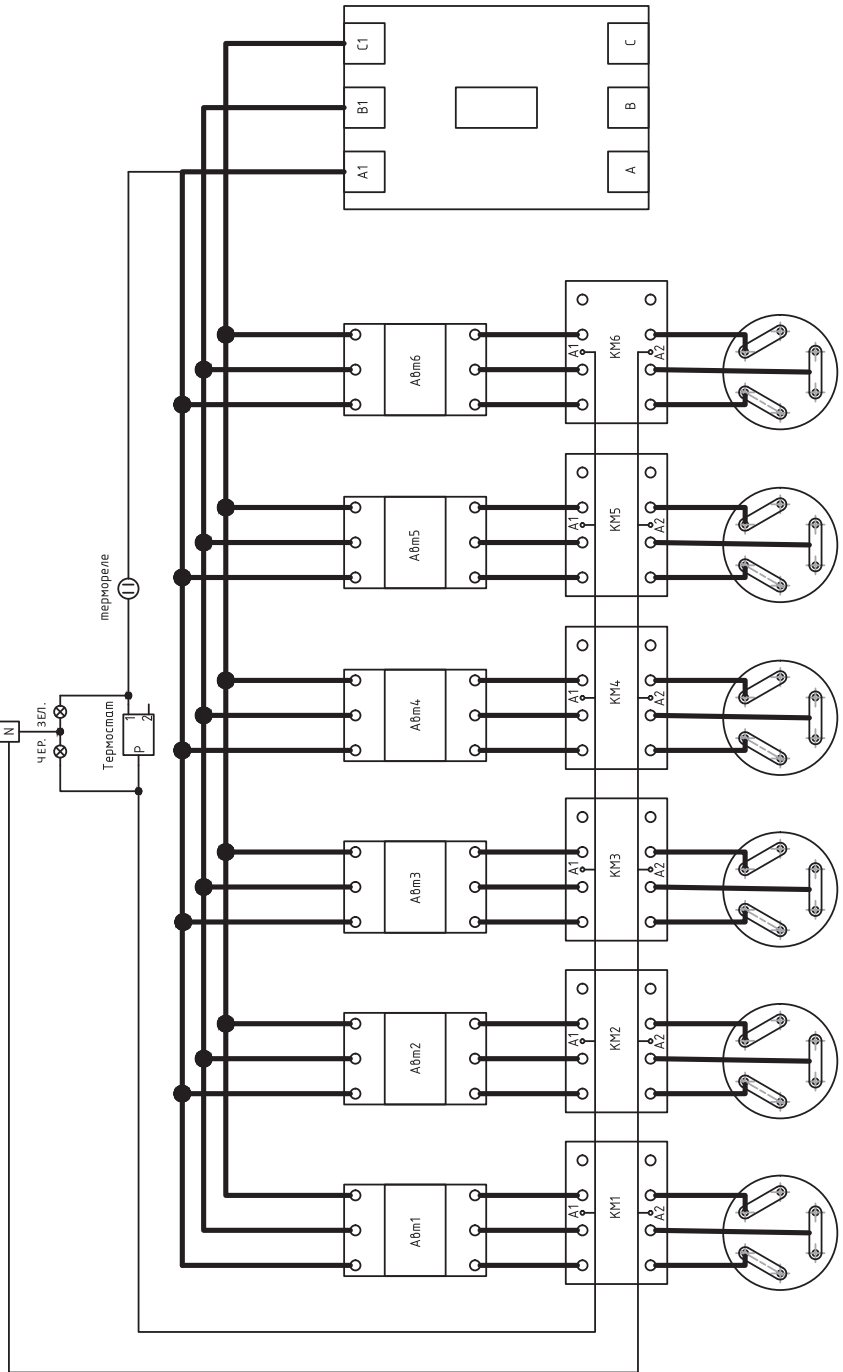 C1
C
B1
B
A1
A
Авт6
A1
КМ6
A2
Авт5
A1
КМ5
A2
термореле
Авт4
A1
КМ4
A2
N
ЧЕР.
ЗЕЛ.
Термостат
P
1
2
Авт3
A1
КМ3
A2
Авт2
A1
КМ2
A2
Авт1
A1
КМ1
A2